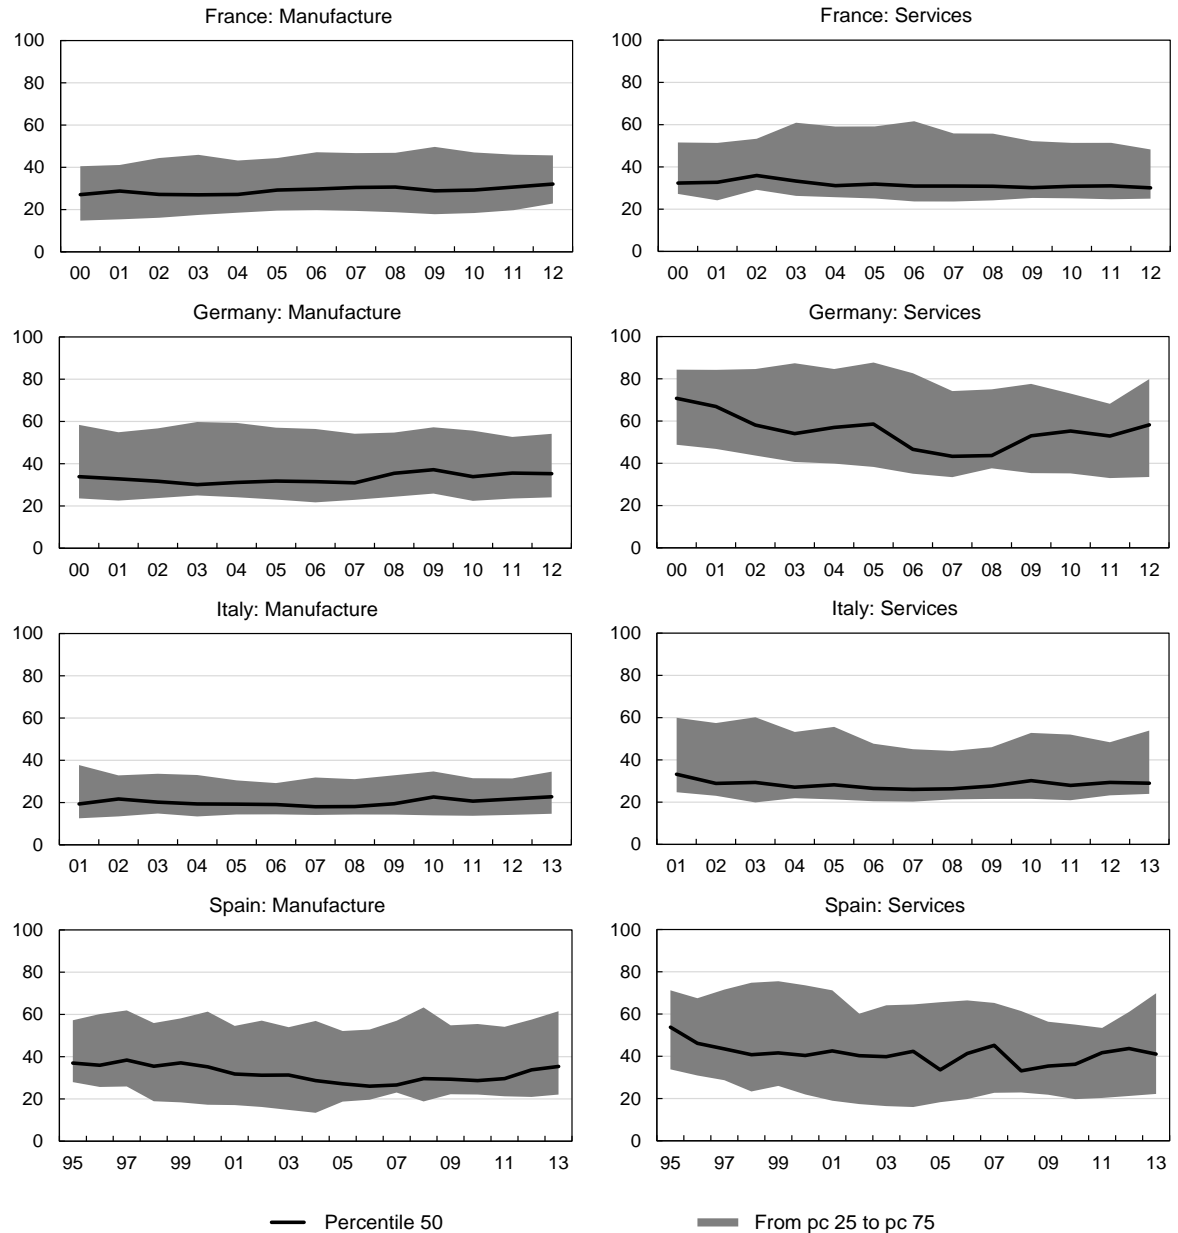 France: Manufacture
100
80
60
40
20
0
00 01 02 03 04 05 06 07 08 09 10 11 12
France: Services
100
80
60
40
20
0
00 01 02 03 04 05 06 07 08 09 10 11 12
Germany: Manufacture
100
80
60
40
20
0
00 01 02 03 04 05 06 07 08 09 10 11 12
Germany: Services
100
80
60
40
20
0
00 01 02 03 04 05 06 07 08 09 10 11 12
Italy: Manufacture
100
80
60
40
20
0
01 02 03 04 05 06 07 08 09 10 11 12 13
Italy: Services
100
80
60
40
20
0
01 02 03 04 05 06 07 08 09 10 11 12 13
Spain: Manufacture
100
80
60
40
20
0
95 97 99 01 03 05 07 09 11 13
Spain: Services
100
80
60
40
20
0
95 97 99 01 03 05 07 09 11 13
Percentile 50
From pc 25 to pc 75